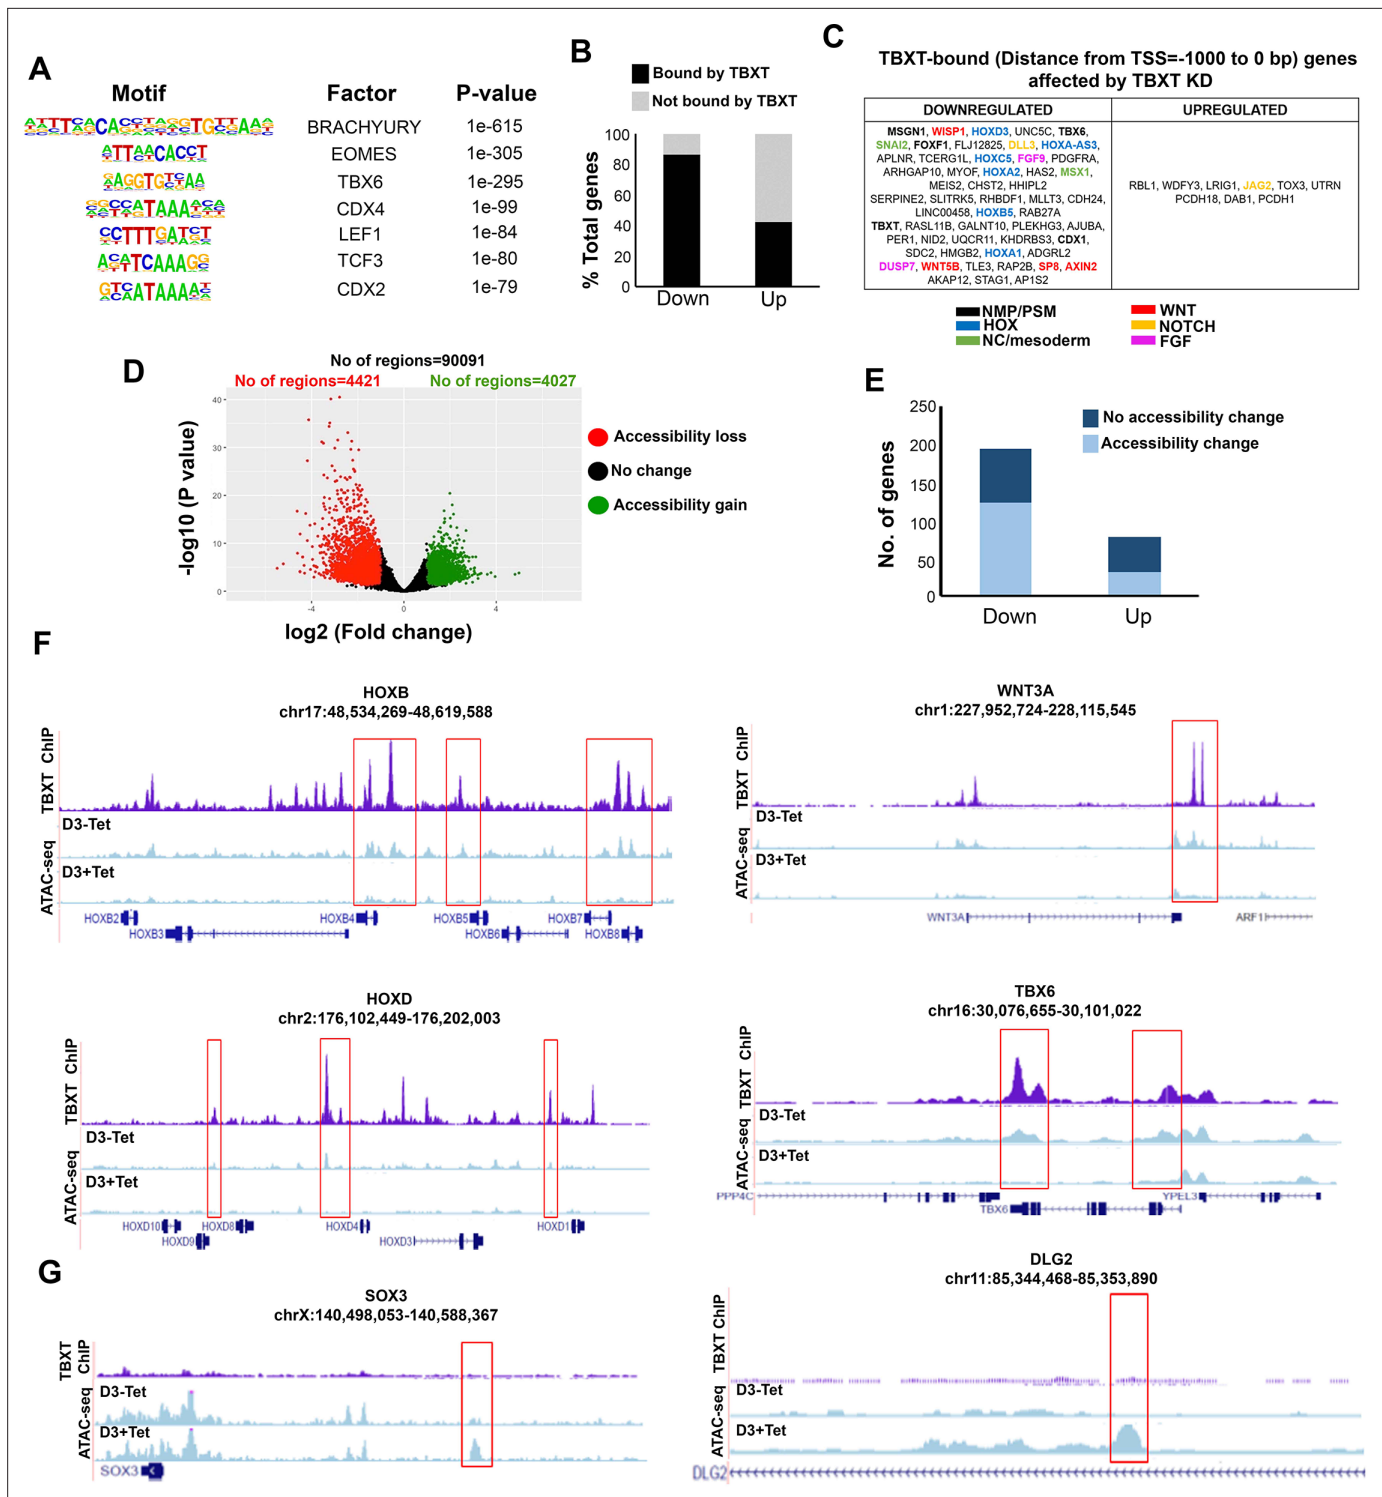 A
Motif Factor P-value
BRACHYURY 1e-615
ATTAACACCT EOMES 1e-305
AGGTGTGAA TBX6 1e-295
GGCCATAAA CDX4 1e-99
CCTTTGATCT LEF1 1e-84
ACATCAAAGG TCF3 1e-80
GTCATAAAA CDX2 1e-79
B
Bound by TBXT
Not bound by TBXT
% Total genes
100
80
60
40
20
0
Down Up
C
TBXT-bound (Distance from TSS=-1000 to 0 bp) genes
affected by TBXT KD
DOWNREGULATED
MSGN1, WISP1, HOXD3, UNC5C, TBX6,
SNAI2, FOXF1, FLJ12825, DLL3, HOXA-AS3,
APLNR, TCERG1L, HOXC5, FGF9, PDGFRA,
ARHGAP10, MYOF, HOXA2, HAS2, MSX1,
MEIS2, CHST2, HHIPL2
SERPINE2, SLITRK5, RHBDF1, MLLT3, CDH24,
LINC00458, HOXB5, RAB27A
TBXT, RASL11B, GALNT10, PLEKHG3, AJUBA,
PER1, NID2, UQCR11, KHDRBS3, CDX1,
SDC2, HMGB2, HOXA1, ADGRL2
DUSP7, WNT5B, TLE3, RAP2B, SP8, AXIN2
AKAP12, STAG1, AP1S2
UPREGULATED
RBL1, WDFY3, LRIG1, JAG2, TOX3, UTRN
PCDH18, DAB1, PCDH1
NMP/PSM
HOX
NC/mesoderm
WNT
NOTCH
FGF
D
No of regions=90091
No of regions=4421 No of regions=4027
-log10 (P value)
40
30
20
10
0
-4 0 4
log2 (Fold change)
Accessibility loss
No change
Accessibility gain
E
No. of genes
250
200
150
100
50
0
Down Up
No accessibility change
Accessibility change
F
HOXB
chr17:48,534,269-48,619,588
TBXT ChIP
D3-Tet
ATAC-seq
D3+Tet
HOXB2 HOXB4 HOXB5 HOXB7
HOXB3 HOXB6 HOXB8
WNT3A
chr1:227,952,724-228,115,545
TBXT ChIP
D3-Tet
ATAC-seq
D3+Tet
WNT3A ARF1
HOXD
chr2:176,102,449-176,202,003
TBXT ChIP
D3-Tet
ATAC-seq
D3+Tet
HOXD10 HOXD8 HOXD4 HOXD1
HOXD9 HOXD3
TBX6
chr16:30,076,655-30,101,022
TBXT ChIP
D3-Tet
ATAC-seq
D3+Tet
PPP4C YPEL3
TBX6
G
SOX3
chrX:140,498,053-140,588,367
TBXT ChIP
D3-Tet
ATAC-seq
D3+Tet
SOX3
DLG2
chr11:85,344,468-85,353,890
TBXT ChIP
D3-Tet
ATAC-seq
D3+Tet
DLG2